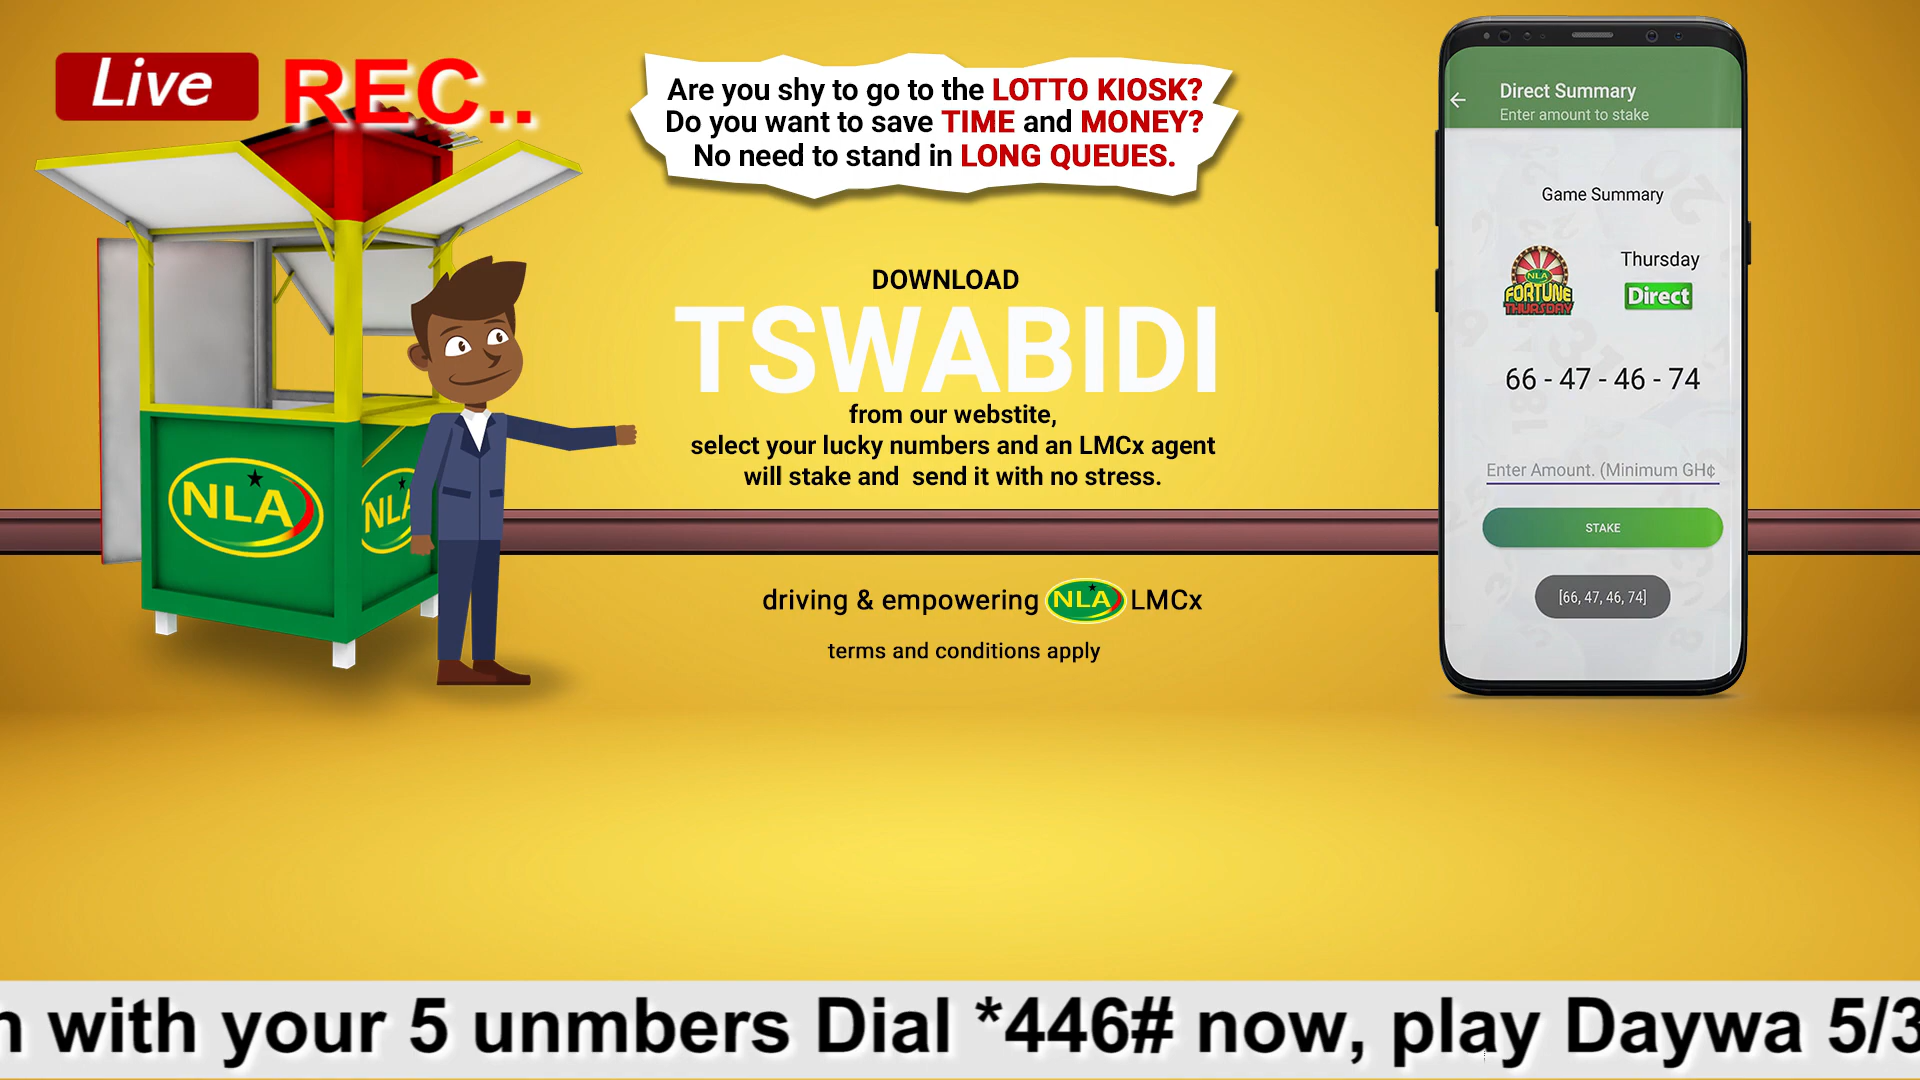 Live REC..
Are you shy to go to the LOTTO KIOSK?
Do you want to save TIME and MONEY?
No need to stand in LONG QUEUES.
DOWNLOAD
TSWABIDI
from our webstite,
select your lucky numbers and an LMCx agent
will stake and send it with no stress.
driving & empowering NLA LMCx
terms and conditions apply
NLA
NLA
Direct Summary
Enter amount to stake
Game Summary
NLA
FORTUNE
THURSDAY
Thursday
Direct
66 - 47 - 46 - 74
Enter Amount. (Minimum GH¢
STAKE
[66, 47, 46, 74]
with your 5 unmbers Dial *446# now, play Daywa 5/3